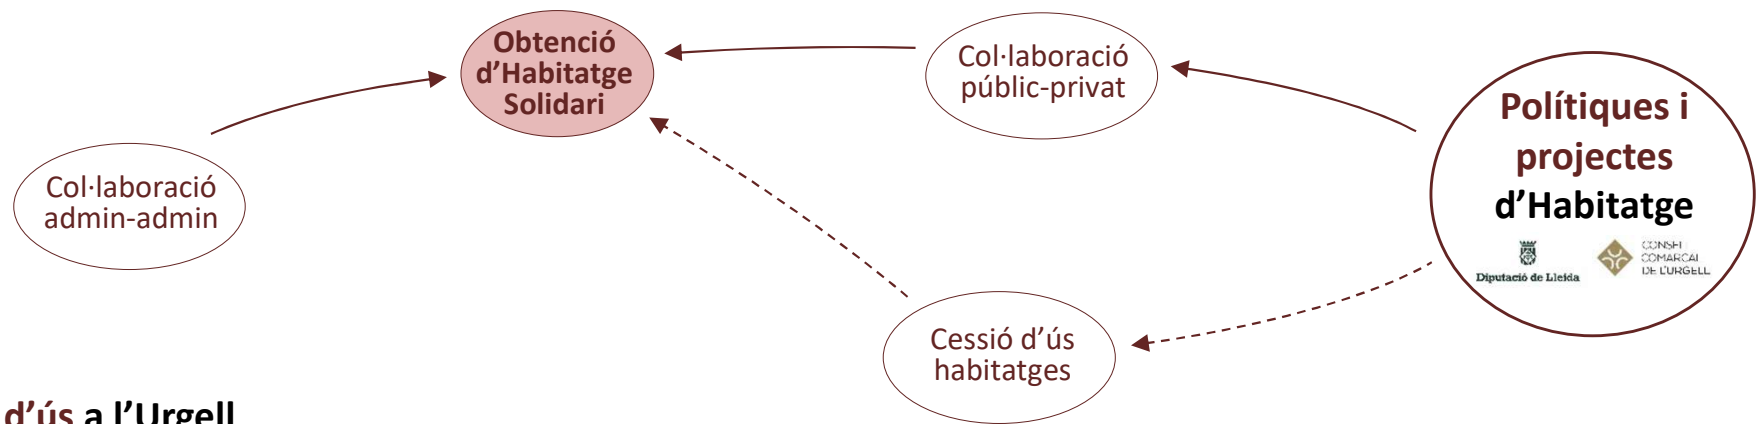 Obtenció
d’Habitatge
Solidari
Col·laboració
públic-privat
Polítiques i
projectes
d’Habitatge
Diputació de Lleida
CONSELL
COMARCAL
DE L'URGELL
Col·laboració
admin-admin
Cessió d’ús
habitatges
d’ús a l’Urgell